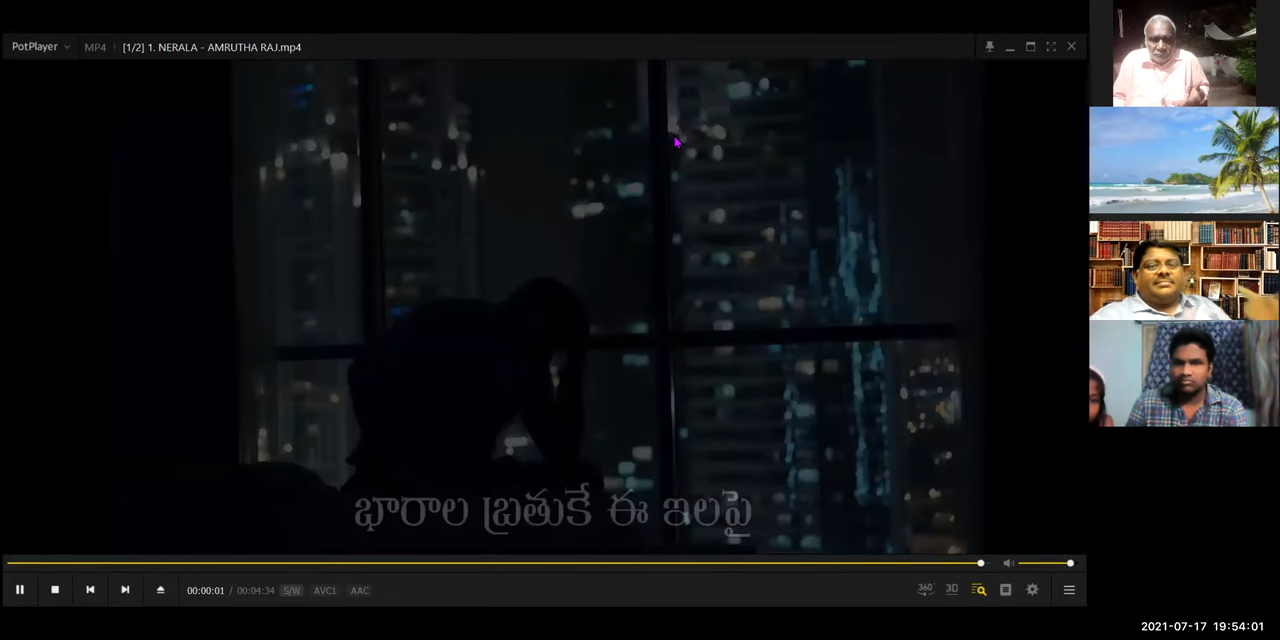 PotPlayer MP4 [1/2] 1. NERALA - AMRUTHA RAJ.mp4
భారాల బ్రతుకే ఈ ఇలపై
00:00:01 / 00:04:34 S/W AVC1 AAC 360° 3D
2021-07-17 19:54:01